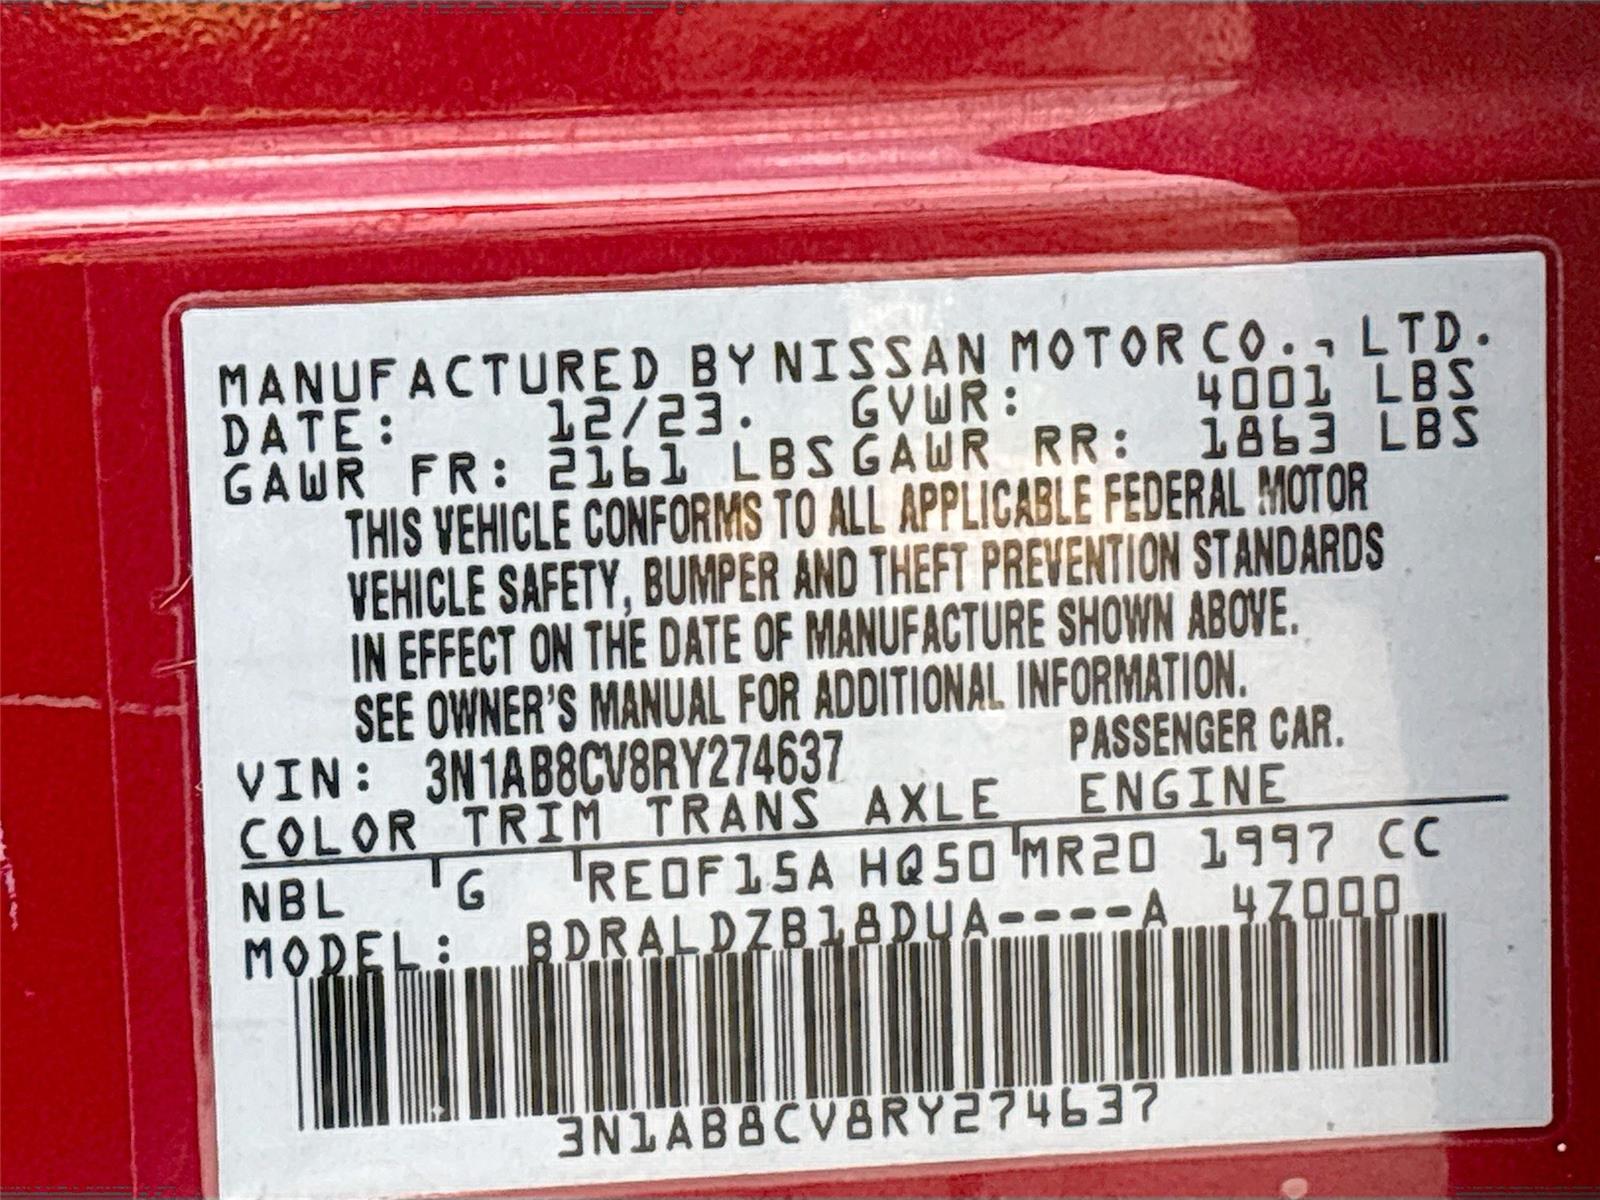 MANUFACTURED BY NISSAN MOTOR CO., LTD.
DATE: 12/23. GVWR: 4001 LBS
GAWR FR: 2161 LBS GAWR RR: 1863 LBS
THIS VEHICLE CONFORMS TO ALL APPLICABLE FEDERAL MOTOR
VEHICLE SAFETY, BUMPER AND THEFT PREVENTION STANDARDS
IN EFFECT ON THE DATE OF MANUFACTURE SHOWN ABOVE.
SEE OWNER'S MANUAL FOR ADDITIONAL INFORMATION.
VIN: 3N1AB8CV8RY274637 PASSENGER CAR.
COLOR TRIM TRANS AXLE ENGINE
NBL G RE0F15A HQ50 MR20 1997 CC
MODEL: BDRALDZB18DUA----A 4Z000
3N1AB8CV8RY274637